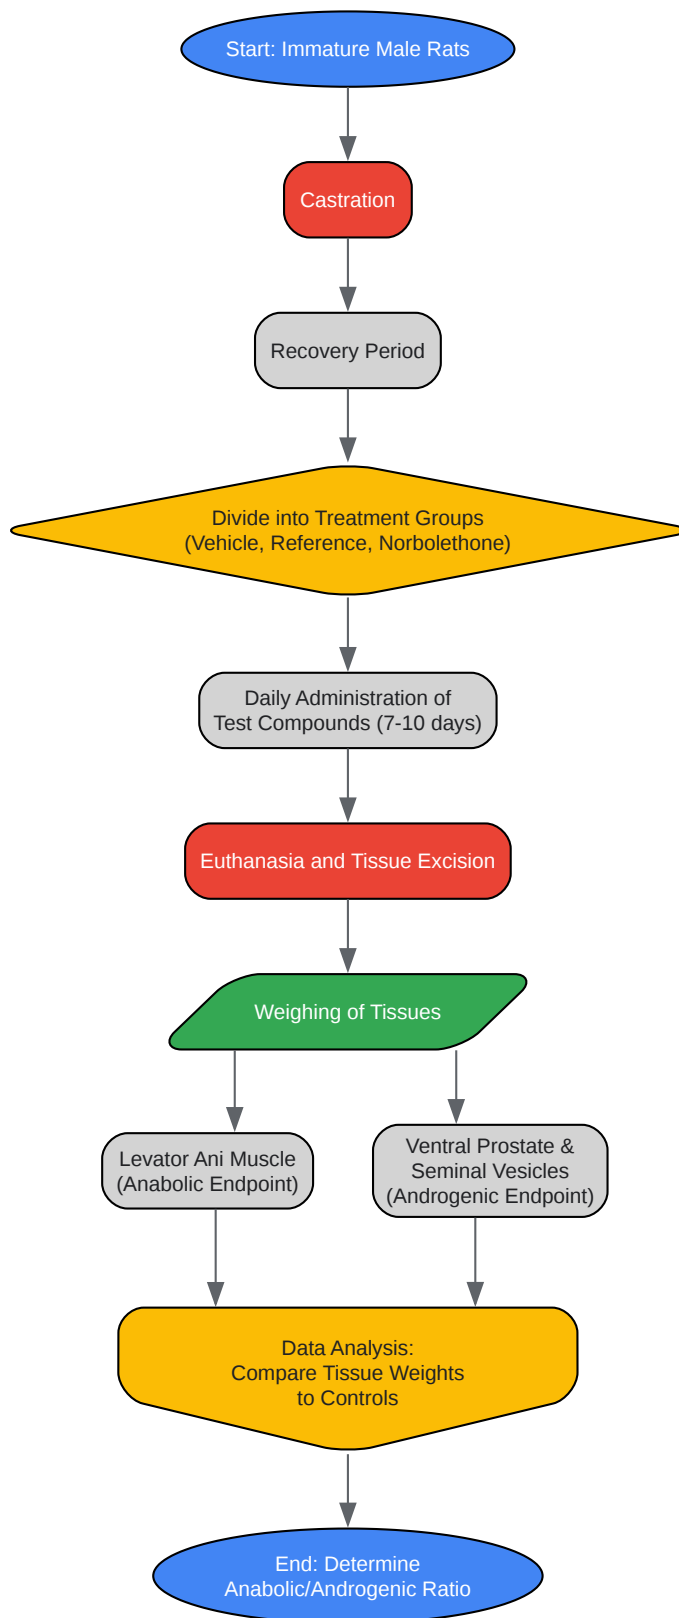 Start: Immature Male Rats
Castration
Recovery Period
Divide into Treatment Groups
(Vehicle, Reference, Norbolethone)
Daily Administration of
Test Compounds (7-10 days)
Euthanasia and Tissue Excision
Weighing of Tissues
Levator Ani Muscle
(Anabolic Endpoint)
Ventral Prostate &
Seminal Vesicles
(Androgenic Endpoint)
Data Analysis:
Compare Tissue Weights
to Controls
End: Determine
Anabolic/Androgenic Ratio